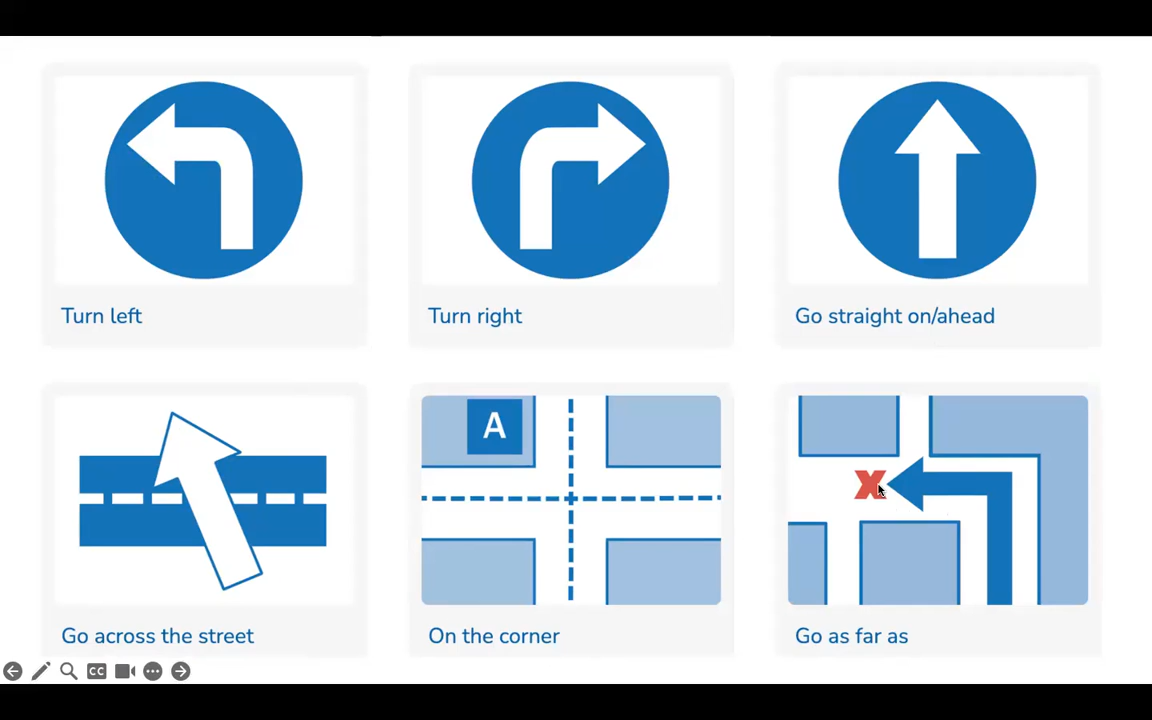 Turn left
Turn right
Go straight on/ahead
A
X
Go across the street
On the corner
Go as far as
CC